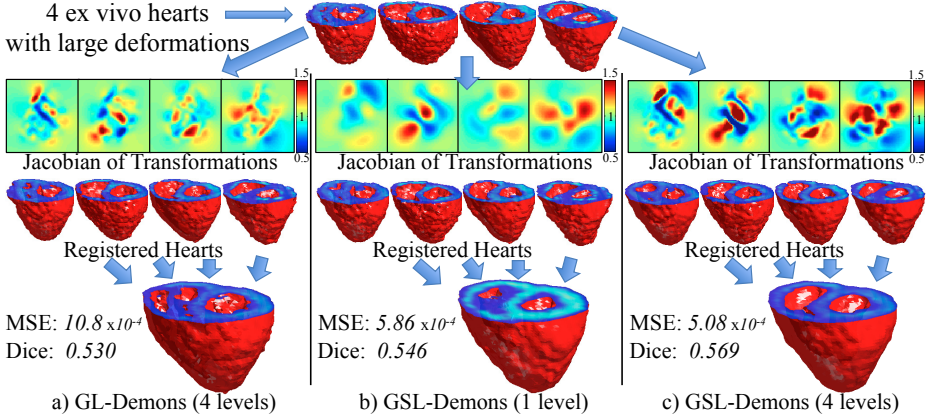 4 ex vivo hearts
with large deformations
1.5
1
0.5
1.5
1
0.5
1.5
1
0.5
Jacobian of Transformations
Jacobian of Transformations
Jacobian of Transformations
Registered Hearts
Registered Hearts
Registered Hearts
MSE: 10.8 x10-4
Dice: 0.530
MSE: 5.86 x10-4
Dice: 0.546
MSE: 5.08 x10-4
Dice: 0.569
a) GL-Demons (4 levels)
b) GSL-Demons (1 level)
c) GSL-Demons (4 levels)